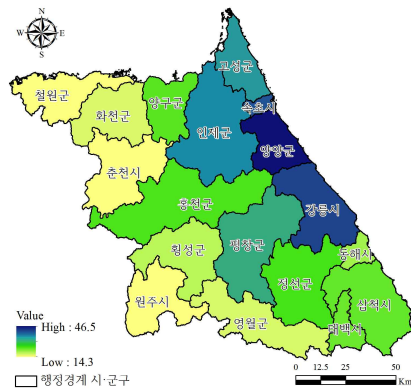 N
W E
S
고성군
철원군
양구군
속초시
화천군
인제군
양양군
춘천시
강릉시
홍천군
평창군
동해시
횡성군
정선군
삼척시
원주시
영월군
태백시
Value
High : 46.5
Low : 14.3
행정경계 시·군구
0 12.5 25 50
Km